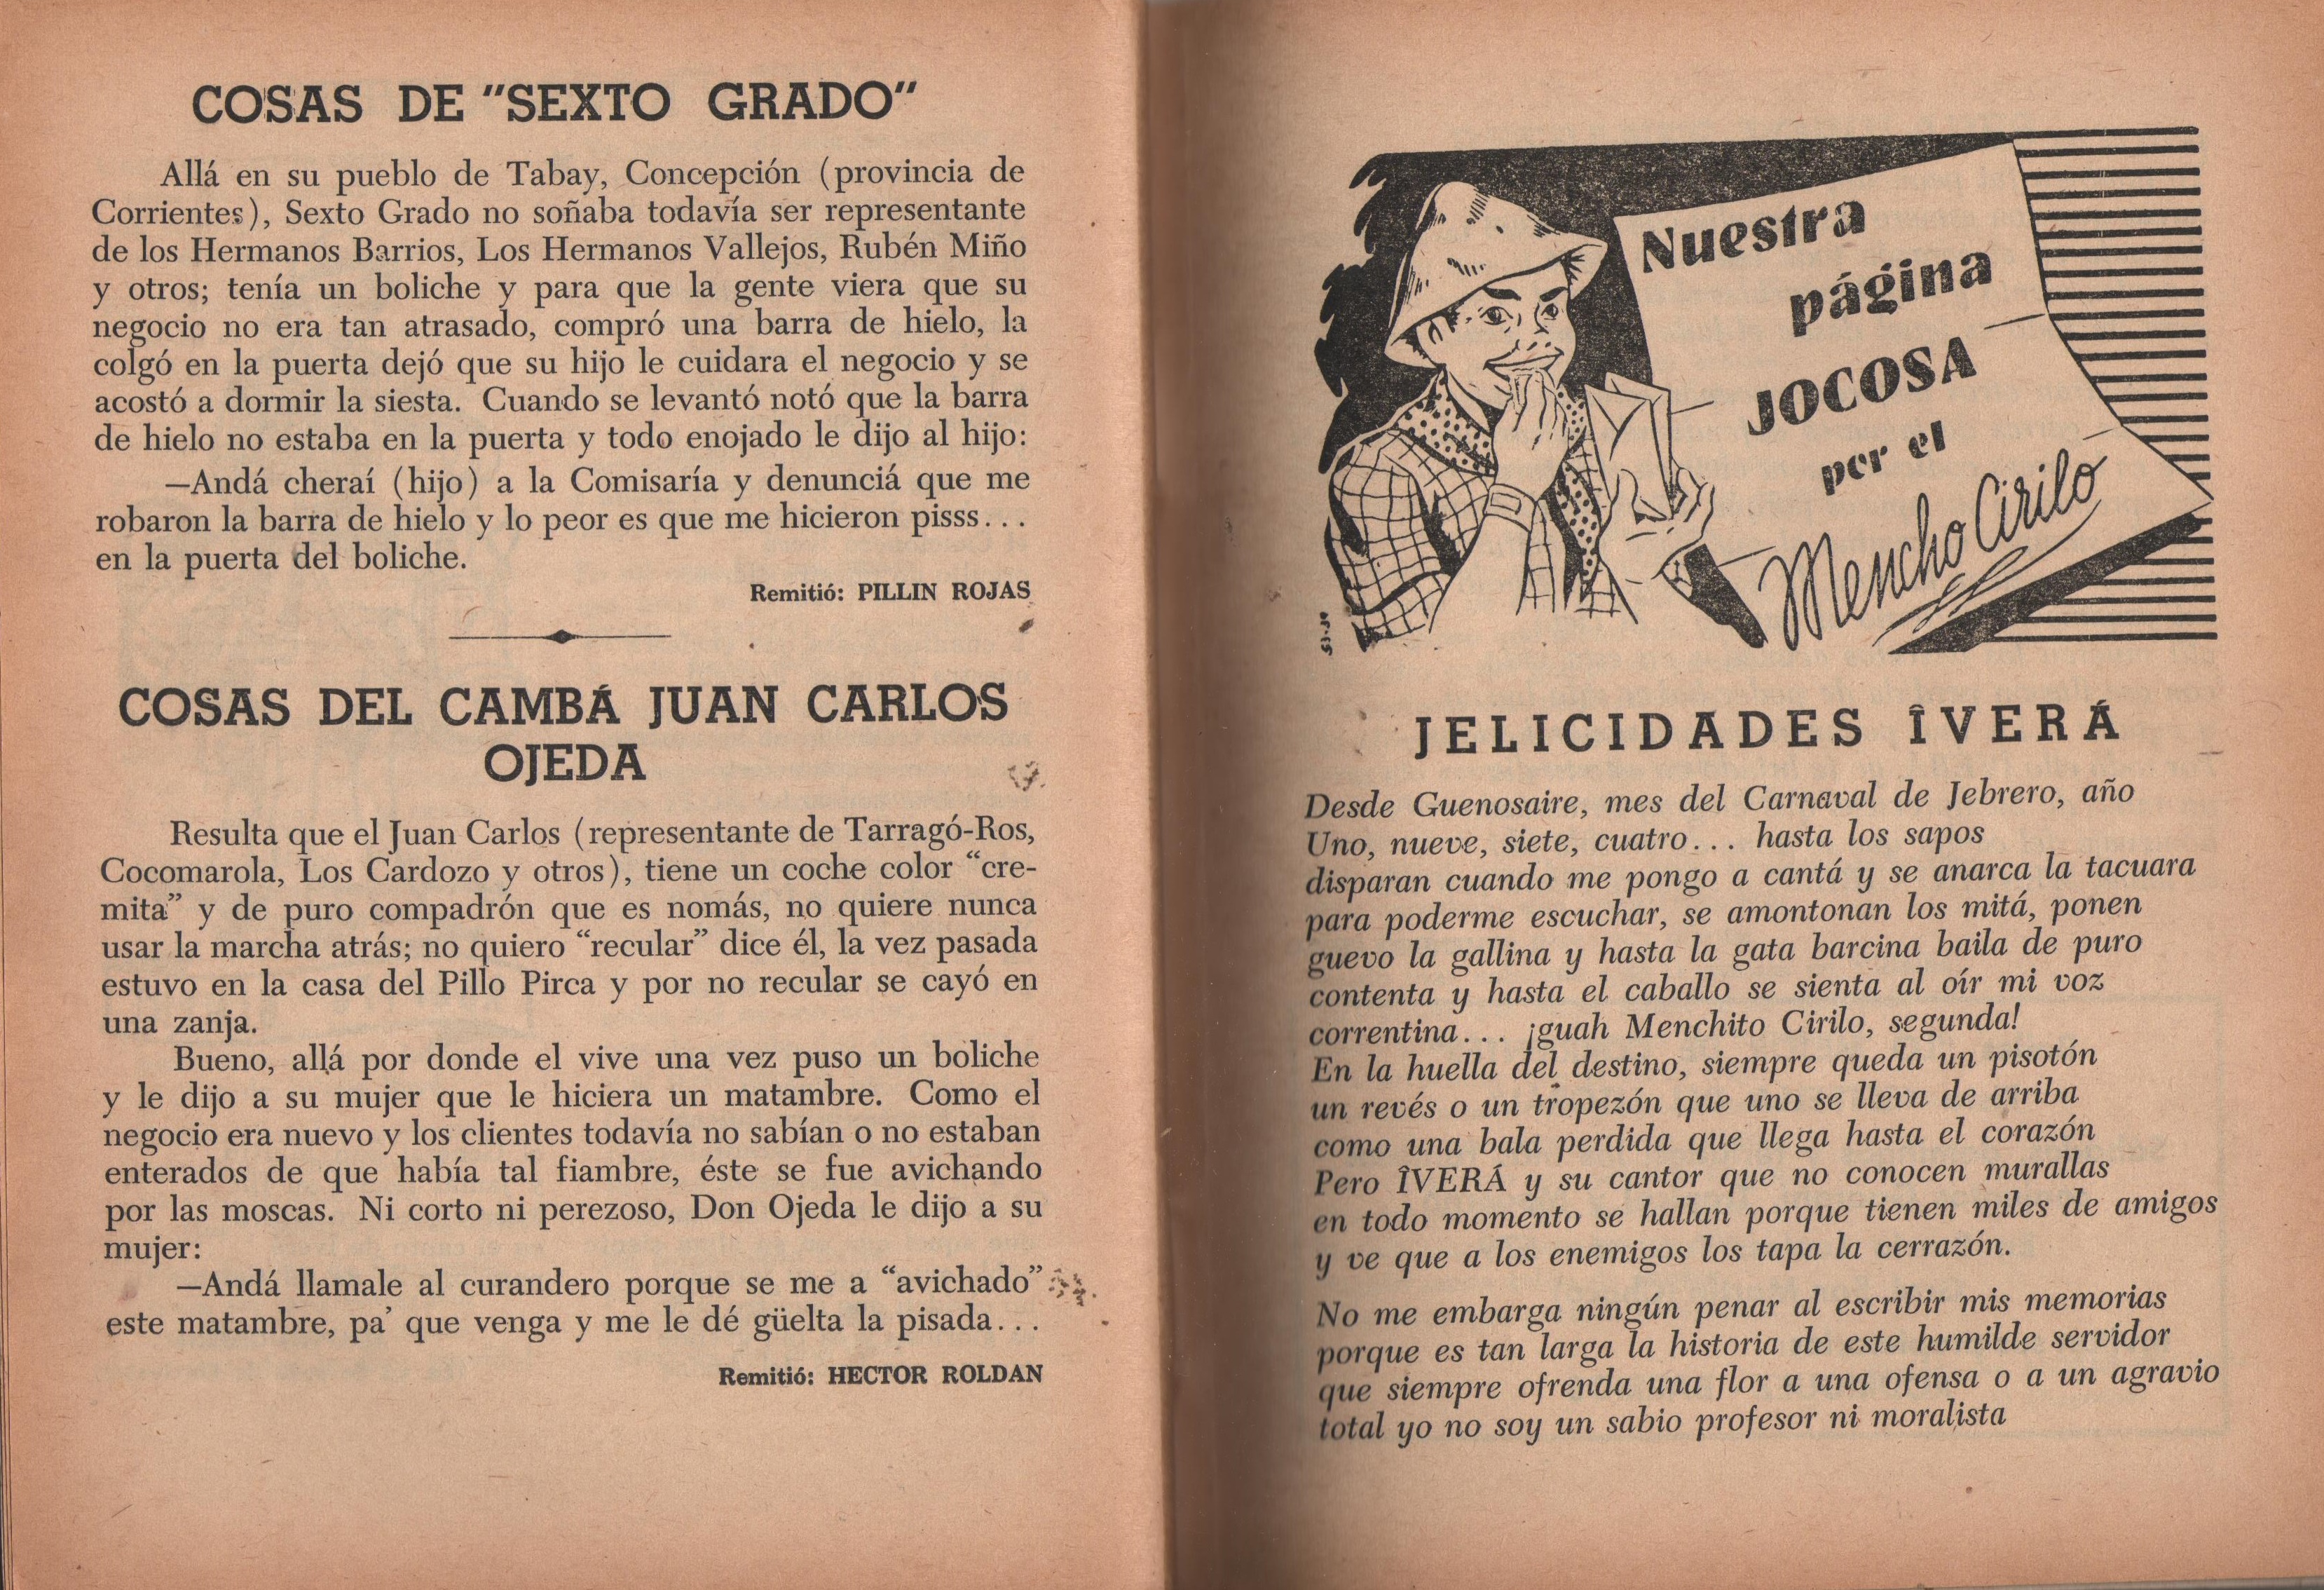 COSAS DE "SEXTO GRADO"
Allá en su pueblo de Tabay, Concepción (provincia de
Corrientes), Sexto Grado no soñaba todavía ser representante
de los Hermanos Barrios, Los Hermanos Vallejos, Rubén Miño
y otros; tenía un boliche y para que la gente viera que su
negocio no era tan atrasado, compró una barra de hielo, la
colgó en la puerta dejó que su hijo le cuidara el negocio y se
acostó a dormir la siesta. Cuando se levantó notó que la barra
de hielo no estaba en la puerta y todo enojado le dijo al hijo:
—Andá cheraí (hijo) a la Comisaría y denunciá que me
robaron la barra de hielo y lo peor es que me hicieron pisss...
en la puerta del boliche.
Remitió: PILLIN ROJAS
COSAS DEL CAMBÁ JUAN CARLOS
OJEDA
Resulta que el Juan Carlos (representante de Tarragó-Ros,
Cocomarola, Los Cardozo y otros), tiene un coche color “cre-
mita” y de puro compadrón que es nomás, no quiere nunca
usar la marcha atrás; no quiero “recular” dice él, la vez pasada
estuvo en la casa del Pillo Pirca y por no recular se cayó en
una zanja.
Bueno, allá por donde el vive una vez puso un boliche
y le dijo a su mujer que le hiciera un matambre. Como el
negocio era nuevo y los clientes todavía no sabían o no estaban
enterados de que había tal fiambre, éste se fue avichando
por las moscas. Ni corto ni perezoso, Don Ojeda le dijo a su
mujer:
—Andá llamale al curandero porque se me a “avichado”
este matambre, pa’ que venga y me le dé güelta la pisada...
Remitió: HECTOR ROLDAN
Nuestra
página
JOCOSA
por el
Mencho Cirilo
JELICIDADES ÎVERÁ
Desde Guenosaire, mes del Carnaval de Jebrero, año
Uno, nueve, siete, cuatro... hasta los sapos
disparan cuando me pongo a cantá y se anarca la tacuara
para poderme escuchar, se amontonan los mitá, ponen
guevo la gallina y hasta la gata barcina baila de puro
contenta y hasta el caballo se sienta al oír mi voz
correntina... ¡guah Menchito Cirilo, segunda!
En la huella del destino, siempre queda un pisotón
un revés o un tropezón que uno se lleva de arriba
como una bala perdida que llega hasta el corazón
Pero ÎVERÁ y su cantor que no conocen murallas
en todo momento se hallan porque tienen miles de amigos
y ve que a los enemigos los tapa la cerrazón.
No me embarga ningún penar al escribir mis memorias
porque es tan larga la historia de este humilde servidor
que siempre ofrenda una flor a una ofensa o a un agravio
total yo no soy un sabio profesor ni moralista